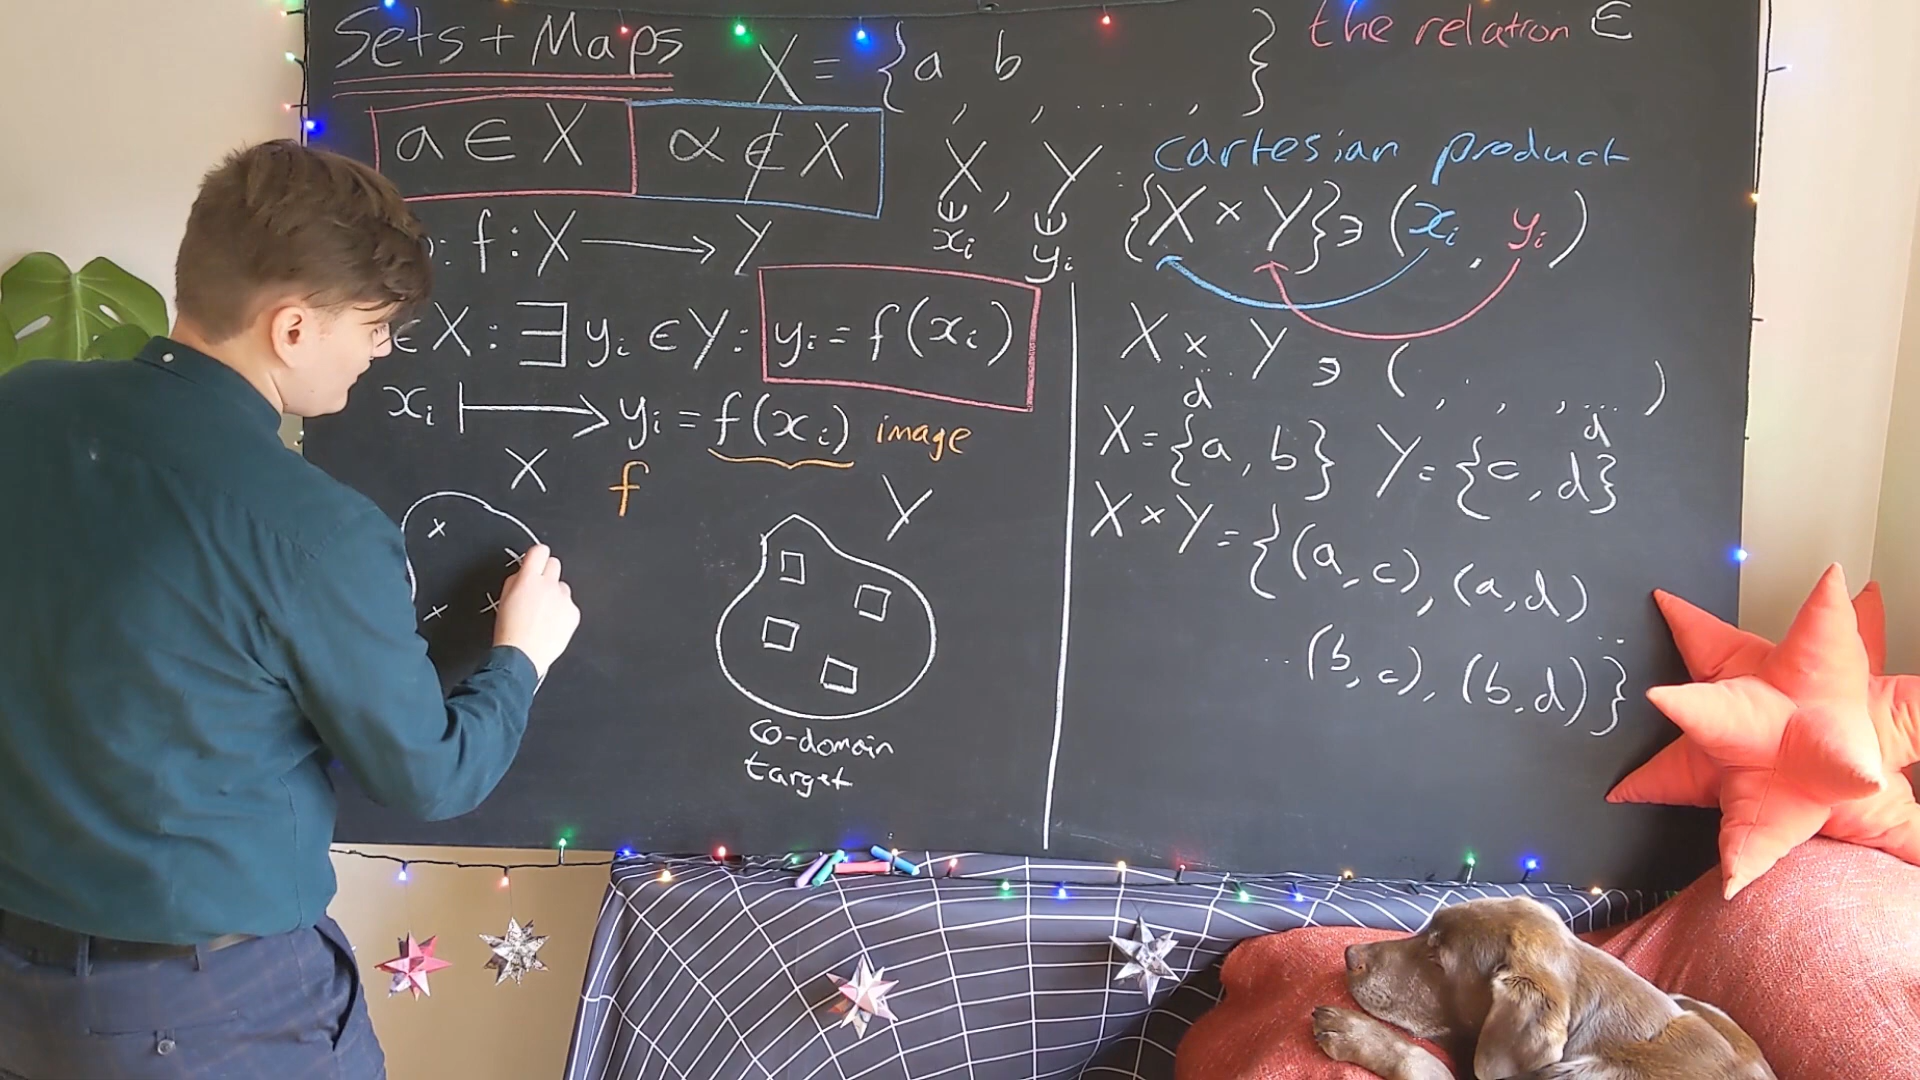 Sets + Maps
X = {a, b, ......, }
the relation ∈
a ∈ X
α ∉ X
: f : X ⟶ Y
∈ X : ∃ yᵢ ∈ Y : yᵢ = f(xᵢ)
xᵢ ⟼ yᵢ = f(xᵢ) image
X
f
Y
co-domain
target
X , Y
xᵢ yᵢ
cartesian product
{X × Y} ∋ (xᵢ, yᵢ)
X × Y ... ∋ ( , , , ... )
d d
X = {a, b} Y = {c, d}
X × Y = {(a, c), (a, d)
.. (b, c), (b, d)}